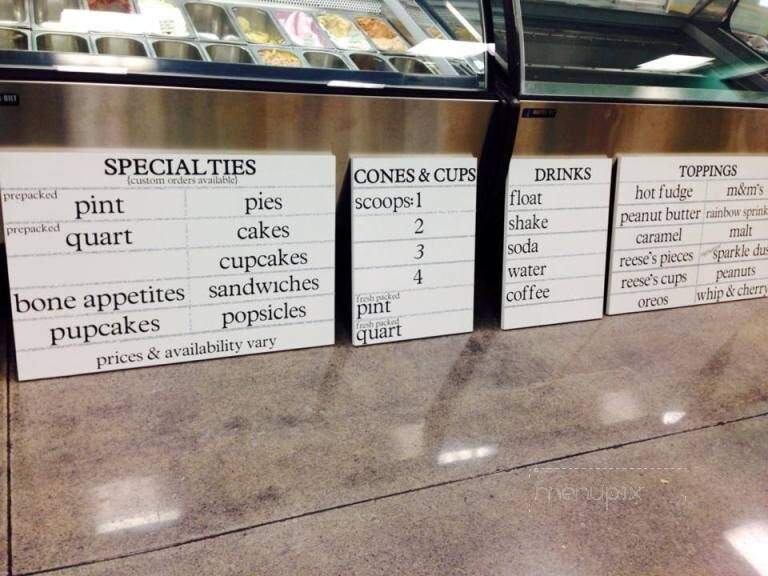 SPECIALTIES
{custom orders available}
prepacked pint
prepacked quart
bone appetites
pupcakes
pies
cakes
cupcakes
sandwiches
popsicles
prices & availability vary
CONES & CUPS
scoops: 1
2
3
4
fresh packed
pint
fresh packed
quart
DRINKS
float
shake
soda
water
coffee
TOPPINGS
hot fudge
peanut butter
caramel
reese's pieces
reese's cups
oreos
m&m's
rainbow sprink
malt
sparkle dus
peanuts
whip & cherry
menupix